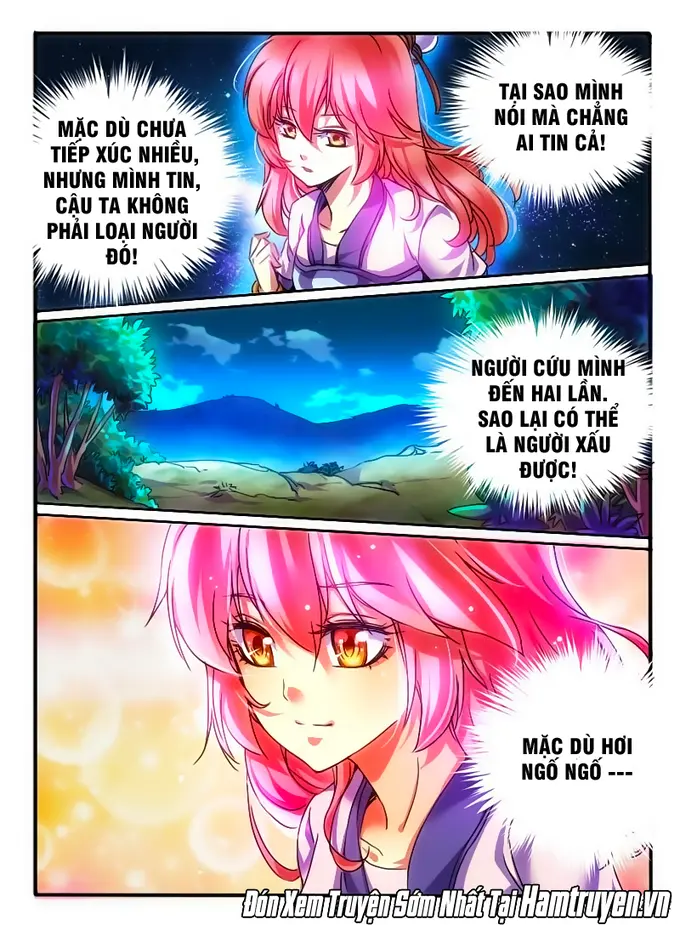 TẠI SAO MÌNH
NÓI MÀ CHẲNG
AI TIN CẢ!
MẶC DÙ CHƯA
TIẾP XÚC NHIỀU,
NHƯNG MÌNH TIN,
CẬU TA KHÔNG
PHẢI LOẠI NGƯỜI
ĐÓ!
NGƯỜI CỨU MÌNH
ĐẾN HAI LẦN.
SAO LẠI CÓ THỂ
LÀ NGƯỜI XẤU
ĐƯỢC!
MẶC DÙ HƠI
NGỐ NGỐ ---
Đón Xem Truyện Sớm Nhất Tại Hamtruyen.vn